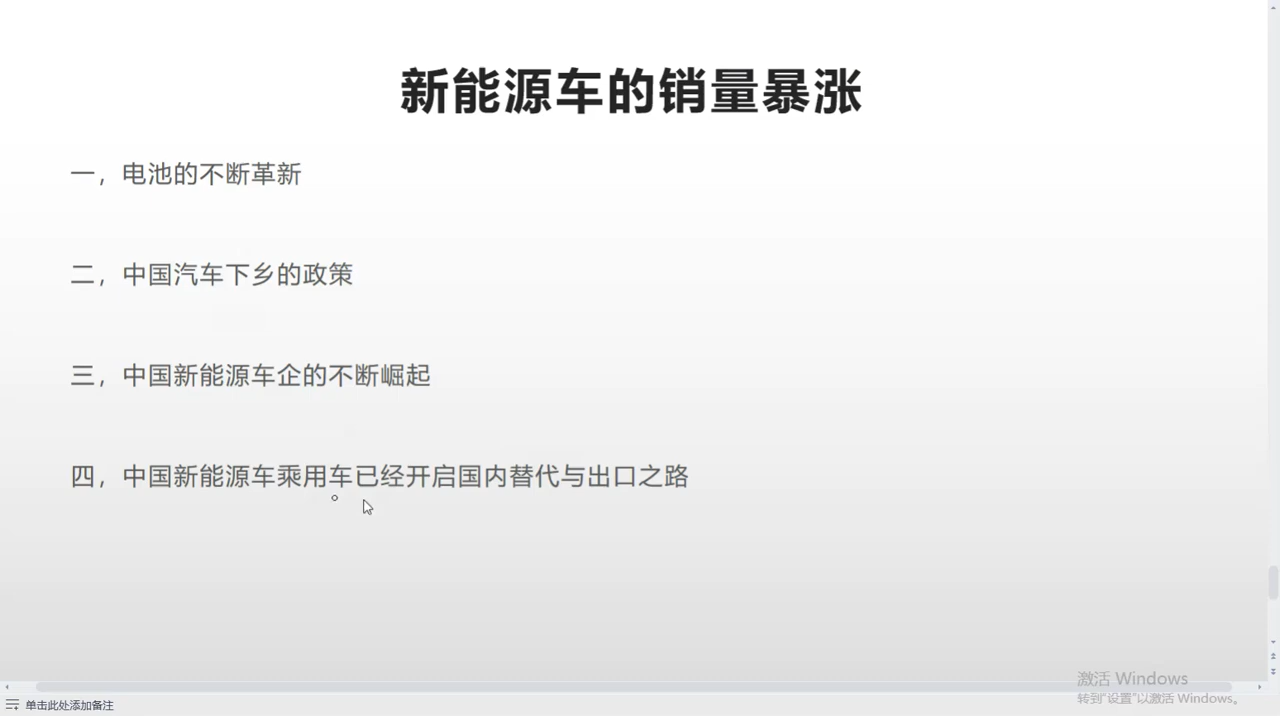 新能源车的销量暴涨
一，电池的不断革新
二，中国汽车下乡的政策
三，中国新能源车企的不断崛起
四，中国新能源车乘用车已经开启国内替代与出口之路
激活 Windows
转到“设置”以激活 Windows。
单击此处添加备注